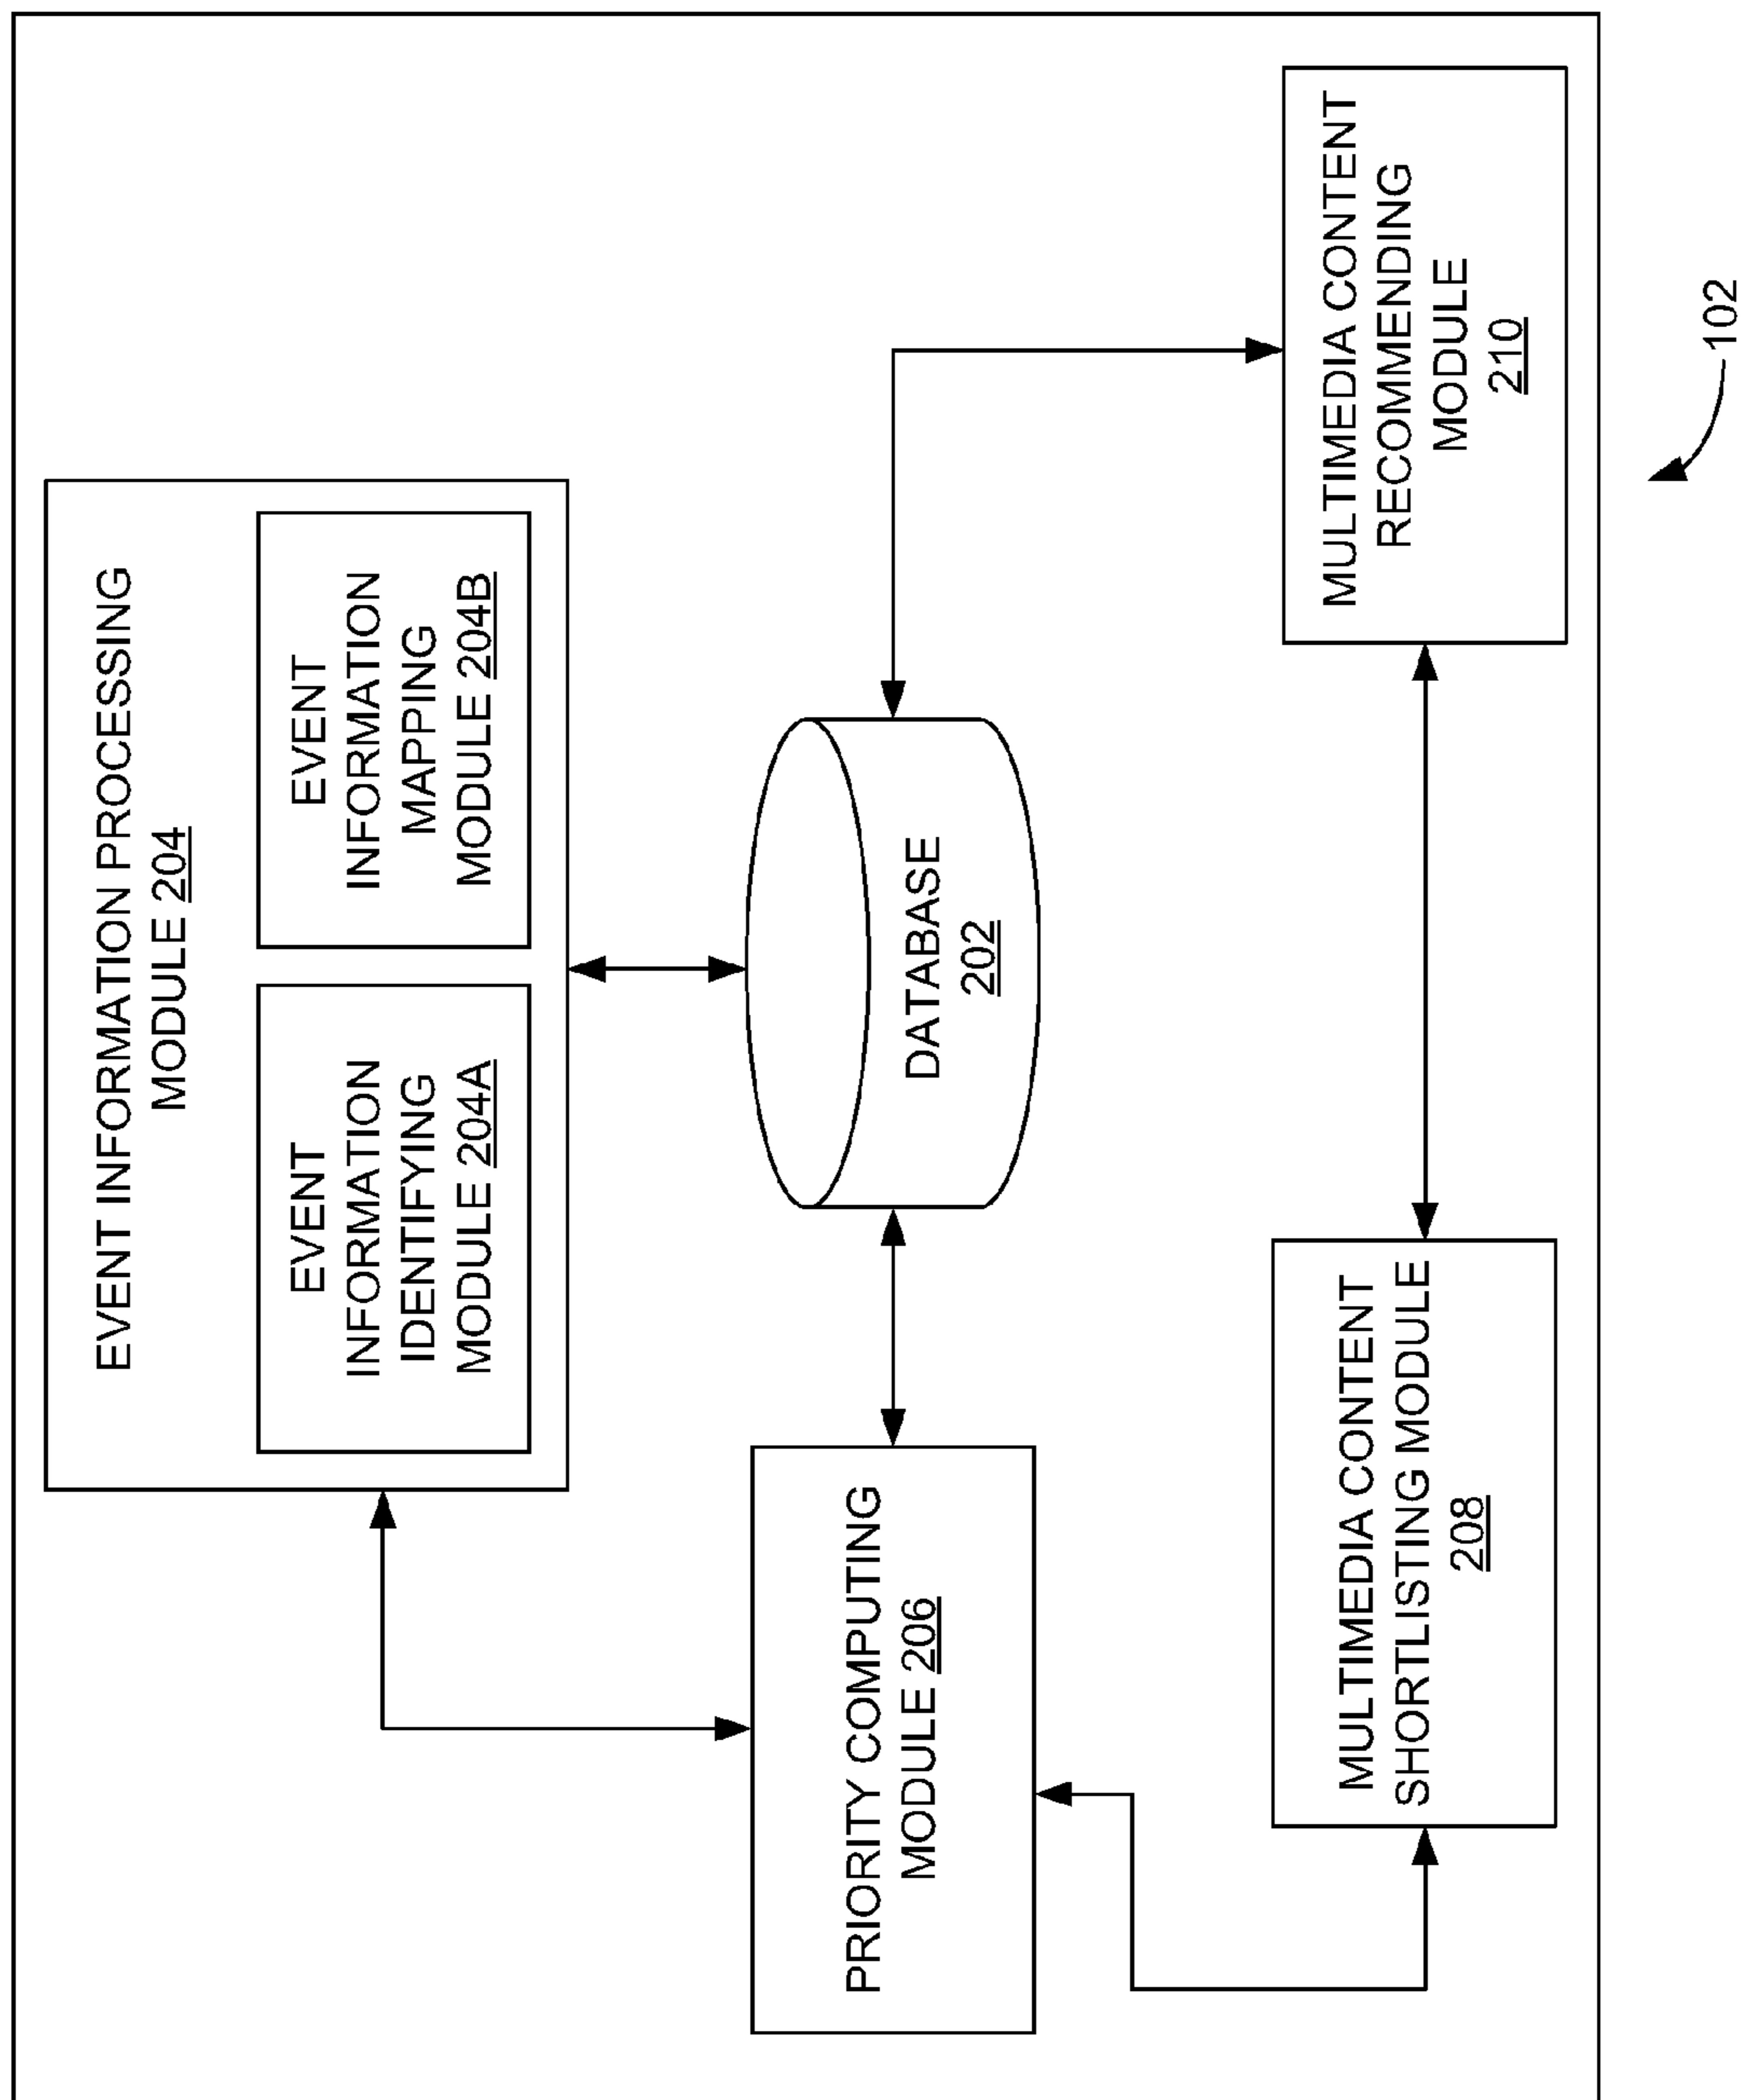 EVENT INFORMATION PROCESSING
MODULE 204
EVENT
INFORMATION
IDENTIFYING
MODULE 204A
EVENT
INFORMATION
MAPPING
MODULE 204B
PRIORITY COMPUTING
MODULE 206
DATABASE
202
MULTIMEDIA CONTENT
SHORTLISTING MODULE
208
MULTIMEDIA CONTENT
RECOMMENDING
MODULE
210
102